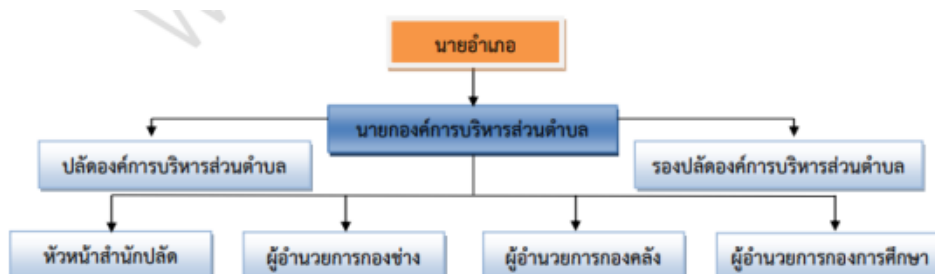 นายอำเภอ
นายกองค์การบริหารส่วนตำบล
ปลัดองค์การบริหารส่วนตำบล
รองปลัดองค์การบริหารส่วนตำบล
หัวหน้าสำนักปลัด
ผู้อำนวยการกองช่าง
ผู้อำนวยการกองคลัง
ผู้อำนวยการกองการศึกษา